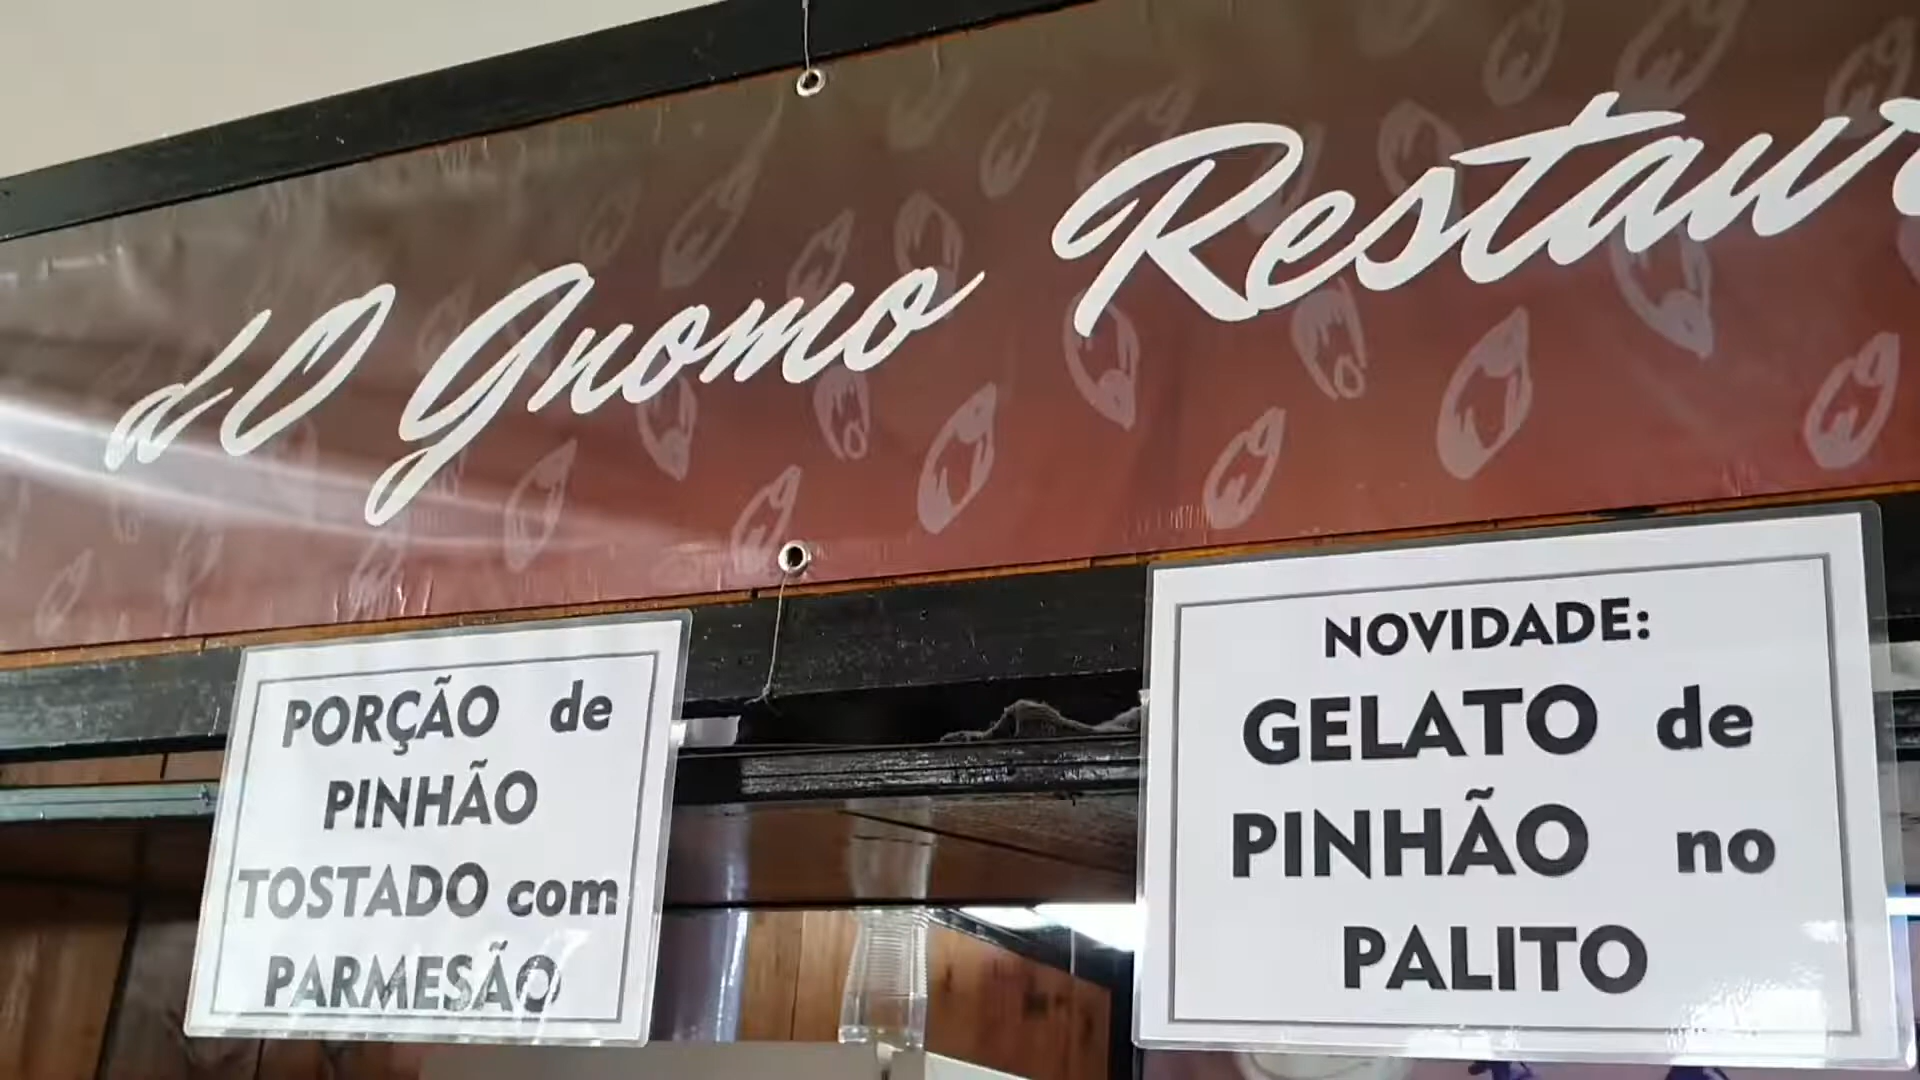 dO Gnomo Restaur
PORÇÃO de
PINHÃO
TOSTADO com
PARMESÃO
NOVIDADE:
GELATO de
PINHÃO no
PALITO